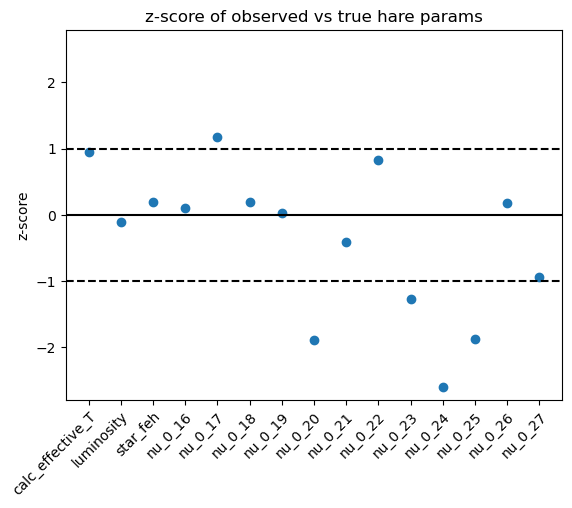 z-score of observed vs true hare params
z-score
2
1
0
−1
−2
calc_effective_T
luminosity
star_feh
nu_0_16
nu_0_17
nu_0_18
nu_0_19
nu_0_20
nu_0_21
nu_0_22
nu_0_23
nu_0_24
nu_0_25
nu_0_26
nu_0_27